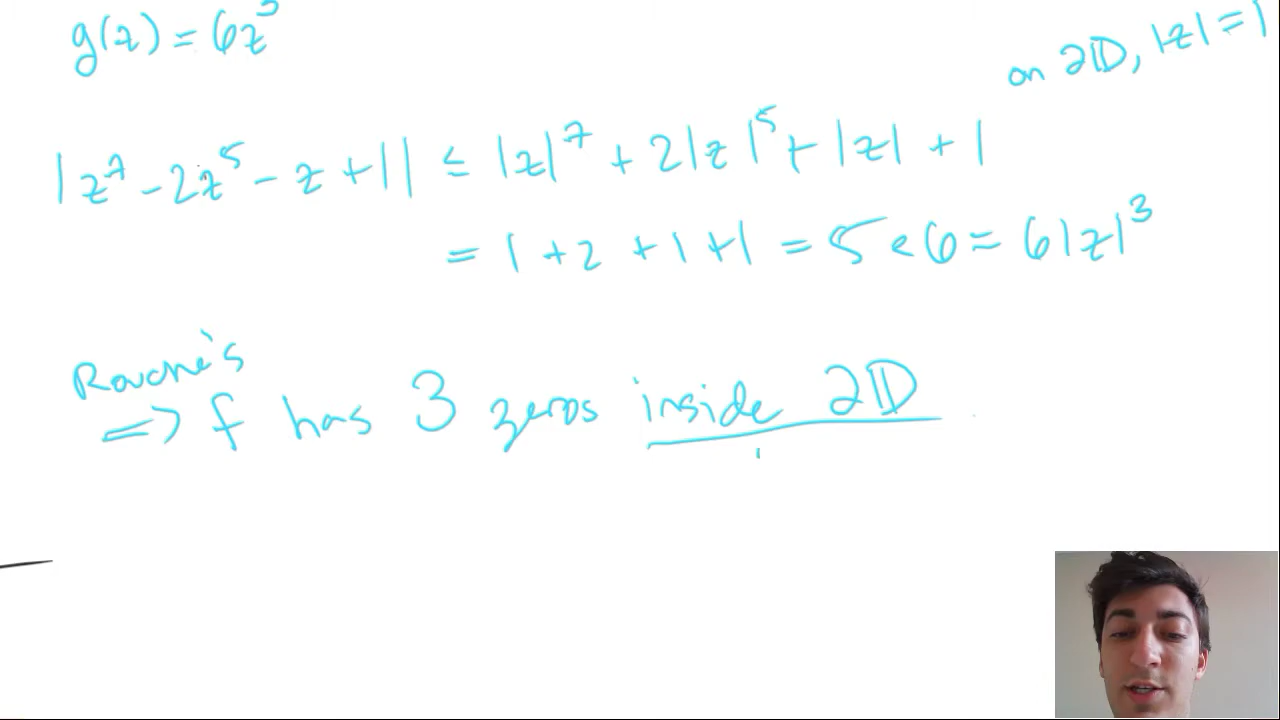 g(z) = 6z³
on ∂𝔻, |z| = 1
|z⁷ - 2z⁵ - z + 1| ≤ |z|⁷ + 2|z|⁵ + |z| + 1
= 1 + 2 + 1 + 1 = 5 < 6 = 6|z|³
Rouché's
⇒ f has 3 zeros inside ∂𝔻